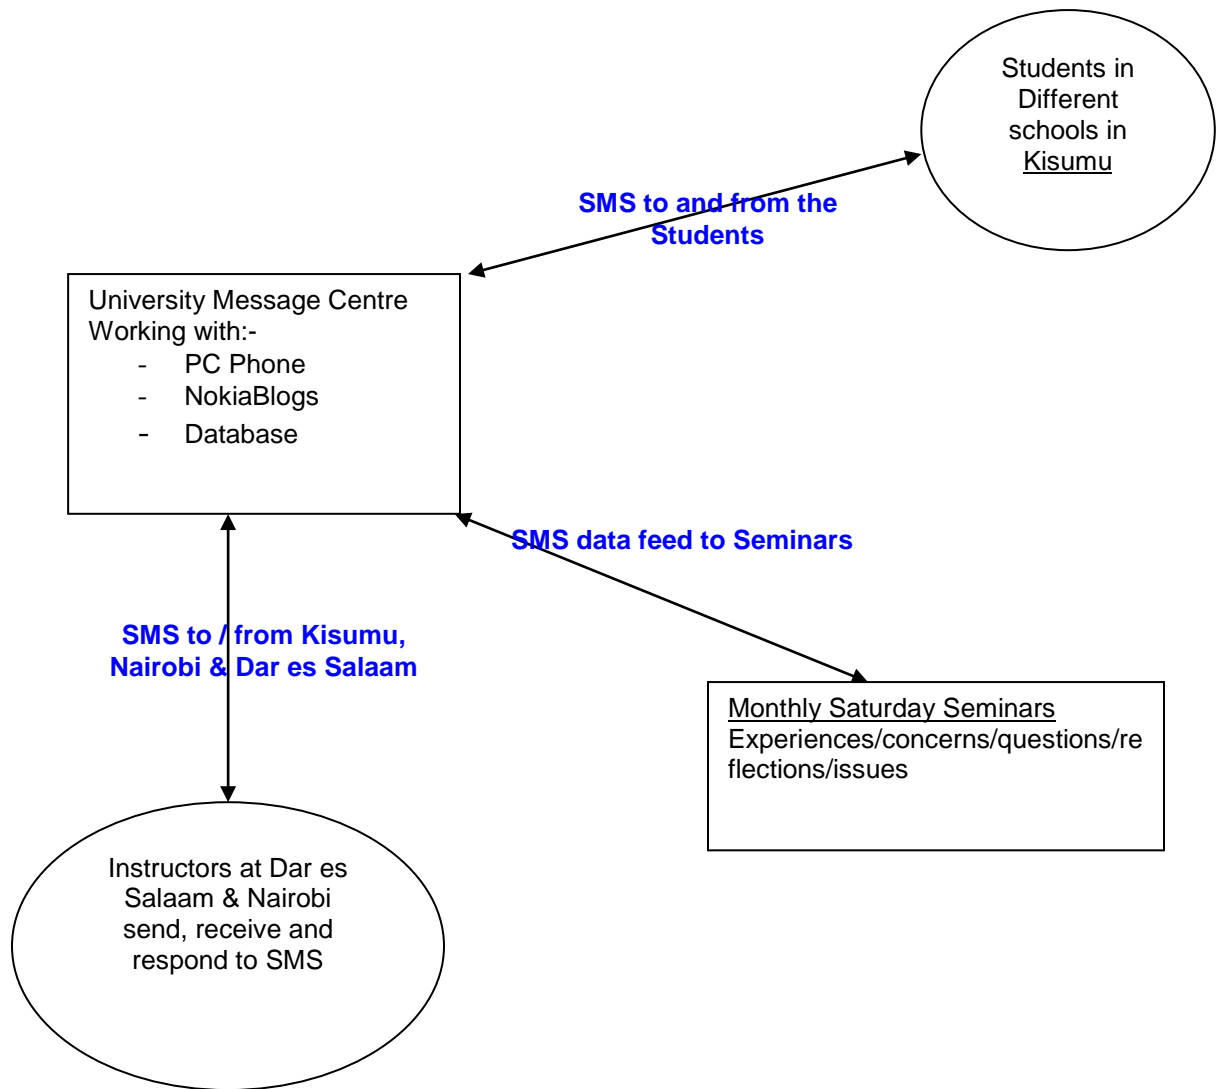 Students in
Different
schools in
Kisumu
SMS to and from the
Students
University Message Centre
Working with:-
- PC Phone
- NokiaBlogs
- Database
SMS data feed to Seminars
SMS to / from Kisumu,
Nairobi & Dar es Salaam
Monthly Saturday Seminars
Experiences/concerns/questions/re
flections/issues
Instructors at Dar es
Salaam & Nairobi
send, receive and
respond to SMS